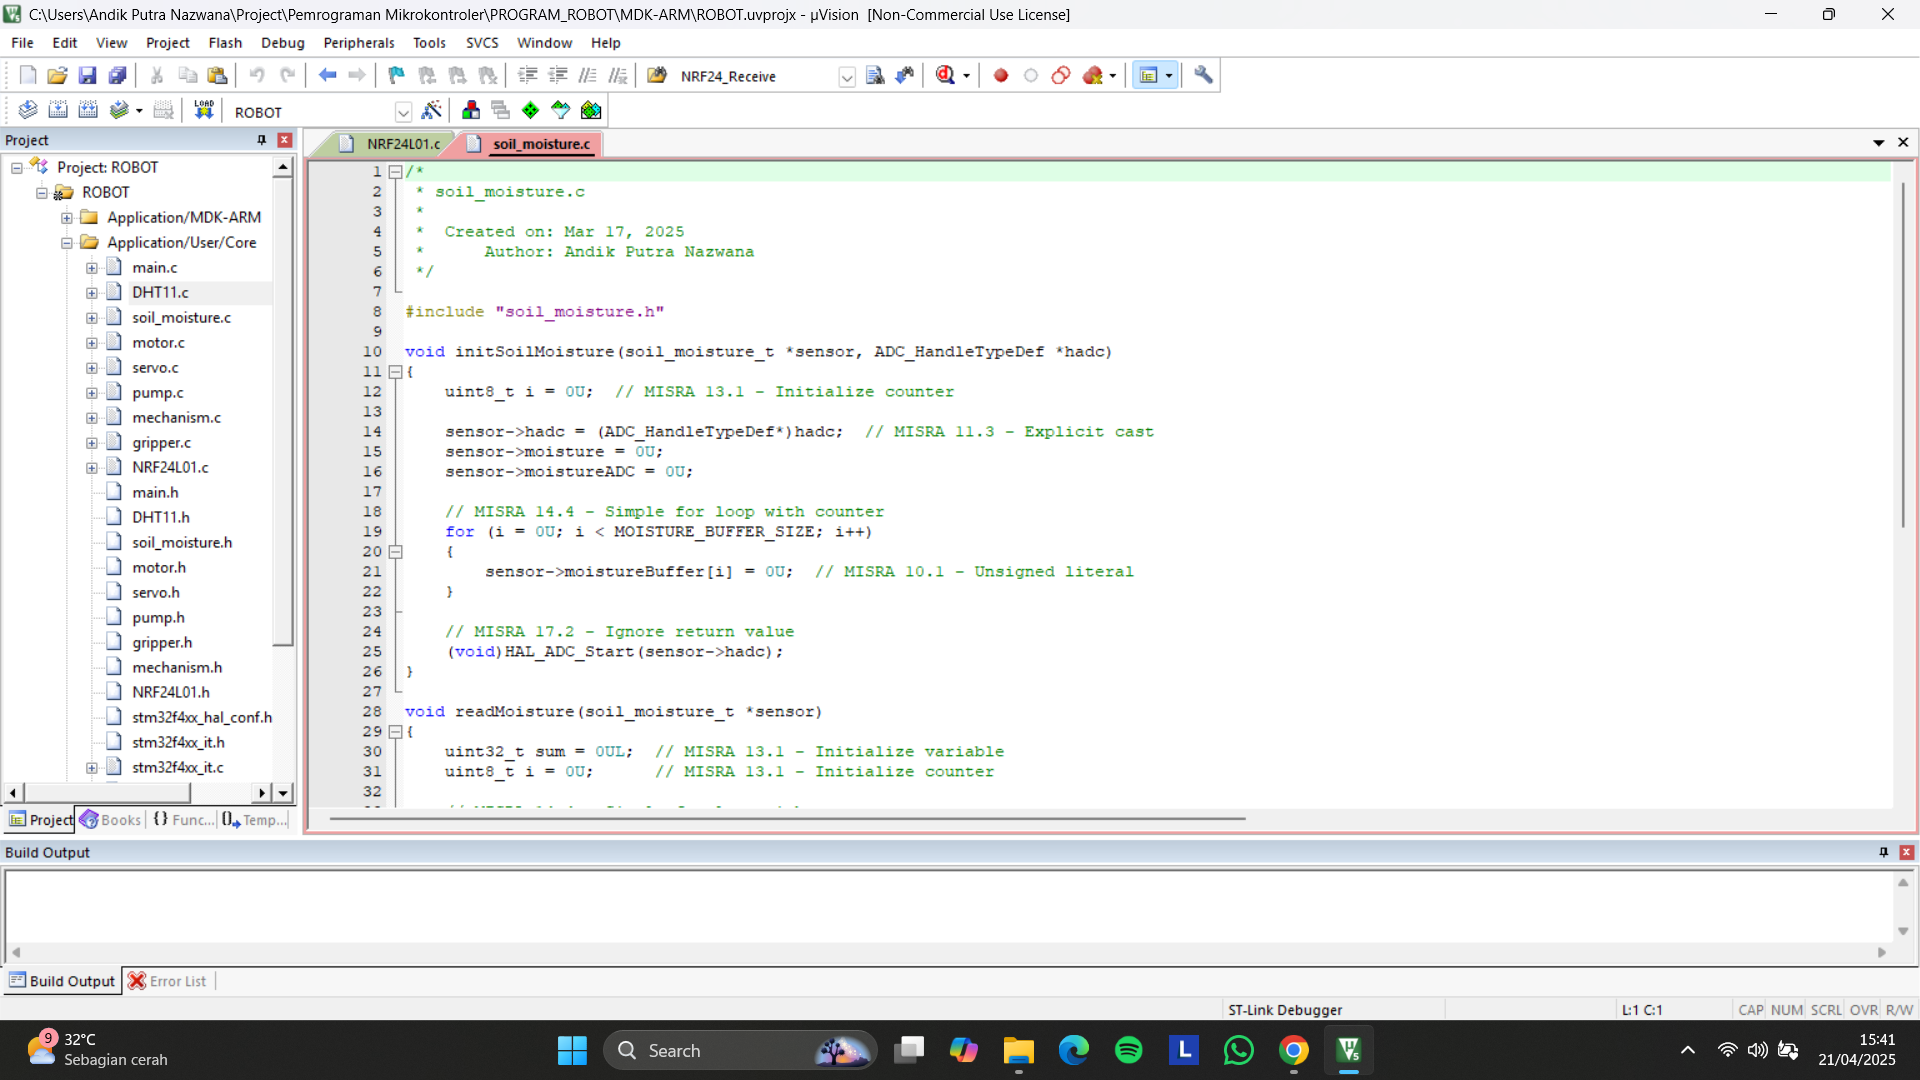 C:\Users\Andik Putra Nazwana\Project\Pemrograman Mikrokontroler\PROGRAM_ROBOT\MDK-ARM\ROBOT.uvprojx - µVision  [Non-Commercial Use License]
File Edit View Project Flash Debug Peripherals Tools SVCS Window Help
NRF24_Receive
LOAD ROBOT
Project
Project: ROBOT
ROBOT
Application/MDK-ARM
Application/User/Core
main.c
DHT11.c
soil_moisture.c
motor.c
servo.c
pump.c
mechanism.c
gripper.c
NRF24L01.c
main.h
DHT11.h
soil_moisture.h
motor.h
servo.h
pump.h
gripper.h
mechanism.h
NRF24L01.h
stm32f4xx_hal_conf.h
stm32f4xx_it.h
stm32f4xx_it.c
Project Books {} Func... Temp...
NRF24L01.c soil_moisture.c
1 /*
2 * soil_moisture.c
3 *
4 *  Created on: Mar 17, 2025
5 *      Author: Andik Putra Nazwana
6 */
7
8 #include "soil_moisture.h"
9
10 void initSoilMoisture(soil_moisture_t *sensor, ADC_HandleTypeDef *hadc)
11 {
12     uint8_t i = 0U;  // MISRA 13.1 - Initialize counter
13
14     sensor->hadc = (ADC_HandleTypeDef*)hadc;  // MISRA 11.3 - Explicit cast
15     sensor->moisture = 0U;
16     sensor->moistureADC = 0U;
17
18     // MISRA 14.4 - Simple for loop with counter
19     for (i = 0U; i < MOISTURE_BUFFER_SIZE; i++)
20     {
21         sensor->moistureBuffer[i] = 0U;  // MISRA 10.1 - Unsigned literal
22     }
23
24     // MISRA 17.2 - Ignore return value
25     (void)HAL_ADC_Start(sensor->hadc);
26 }
27
28 void readMoisture(soil_moisture_t *sensor)
29 {
30     uint32_t sum = 0UL;  // MISRA 13.1 - Initialize variable
31     uint8_t i = 0U;      // MISRA 13.1 - Initialize counter
32
Build Output
Build Output Error List
ST-Link Debugger L:1 C:1 CAP NUM SCRL OVR R/W
9 32°C
Sebagian cerah
Search
15:41
21/04/2025